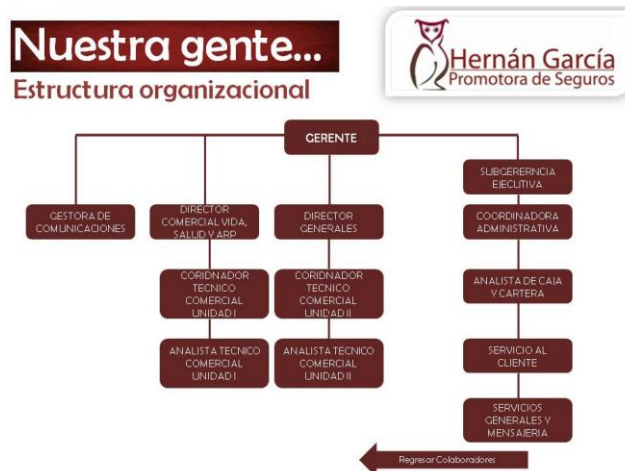 Nuestra gente...
Estructura organizacional
Hernán García
Promotora de Seguros
GERENTE
SUBGERERNCIA
EJECUTIVA
GESTORA DE
COMUNICACIONES
DIRECTOR
COMERCIAL VIDA,
SALUD Y ARP
DIRECTOR
GENERALES
COORDINADORA
ADMINISTRATIVA
CORIDNADOR
TECNICO
COMERCIAL
UNIDAD I
CORIDNADOR
TECNICO
COMERCIAL
UNIDAD II
ANALISTA DE CAJA
Y CARTERA
ANALISTA TECNICO
COMERCIAL
UNIDAD I
ANALISTA TECNICO
COMERCIAL
UNIDAD II
SERVICIO AL
CLIENTE
SERVICIOS
GENERALES Y
MENSAJERIA
Regresar Colaboradores